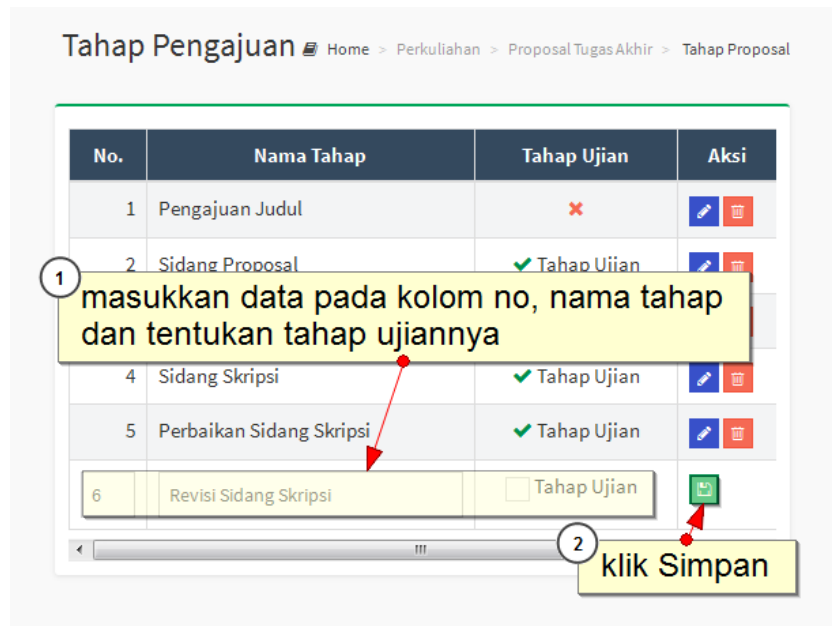 Tahap Pengajuan Home > Perkuliahan > Proposal Tugas Akhir > Tahap Proposal
No. Nama Tahap Tahap Ujian Aksi
1 Pengajuan Judul
2 Sidang Proposal Tahap Ujian
1
masukkan data pada kolom no, nama tahap
dan tentukan tahap ujiannya
4 Sidang Skripsi Tahap Ujian
5 Perbaikan Sidang Skripsi Tahap Ujian
6 Revisi Sidang Skripsi Tahap Ujian
2
klik Simpan